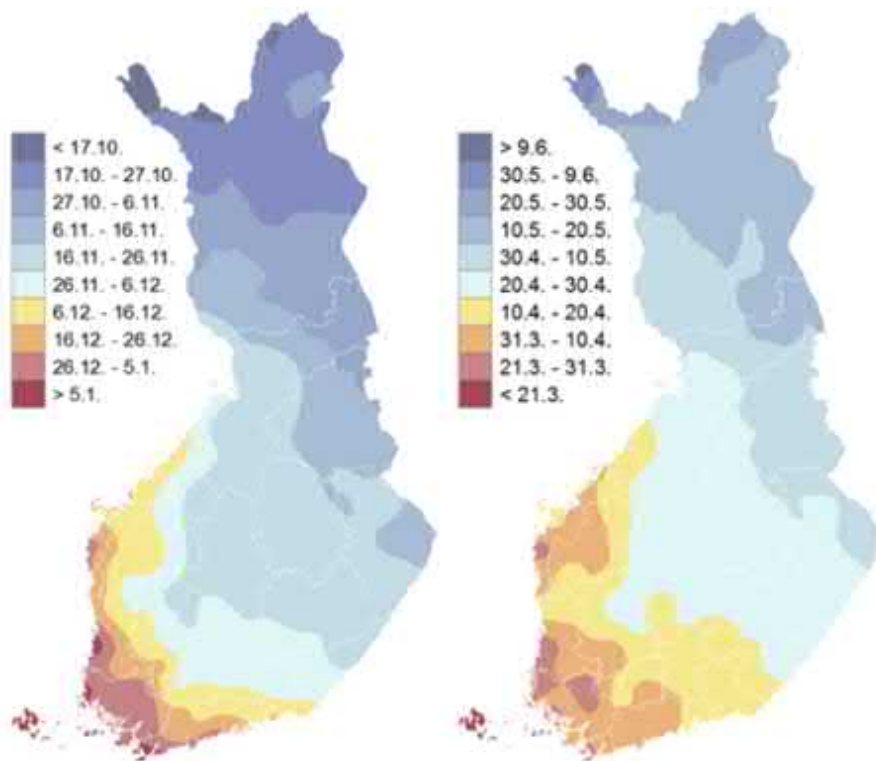 < 17.10.
17.10. - 27.10.
27.10. - 6.11.
6.11. - 16.11.
16.11. - 26.11.
26.11. - 6.12.
6.12. - 16.12.
16.12. - 26.12.
26.12. - 5.1.
> 5.1.
> 9.6.
30.5. - 9.6.
20.5. - 30.5.
10.5. - 20.5.
30.4. - 10.5.
20.4. - 30.4.
10.4. - 20.4.
31.3. - 10.4.
21.3. - 31.3.
< 21.3.